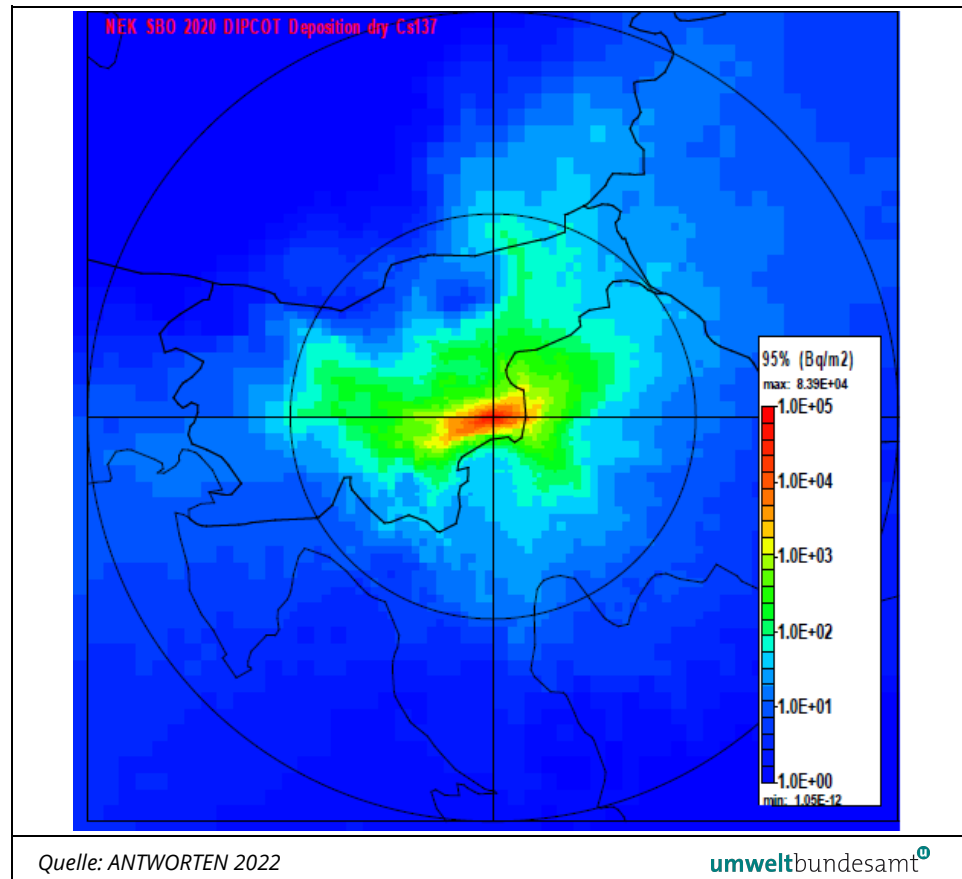 NEK SBO 2020 DIPCOT Deposition dry Cs137
95% (Bq/m2)
max: 8.39E+04
1.0E+05
1.0E+04
1.0E+03
1.0E+02
1.0E+01
1.0E+00
min: 1.05E-12
Quelle: ANTWORTEN 2022
umweltbundesamt u